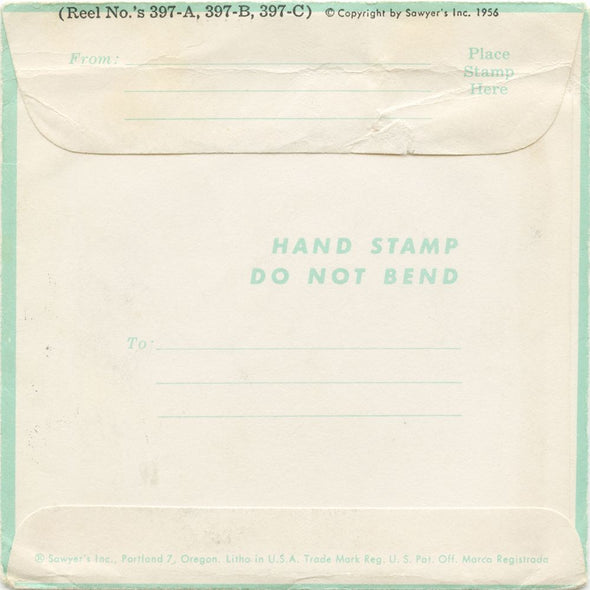 (Reel No.'s 397-A, 397-B, 397-C) © Copyright by Sawyer's Inc. 1956
From:
Place
Stamp
Here
HAND STAMP
DO NOT BEND
To:
® Sawyer's Inc., Portland 7, Oregon. Litho in U.S.A. Trade Mark Reg. U. S. Pat. Off. Marca Registrada